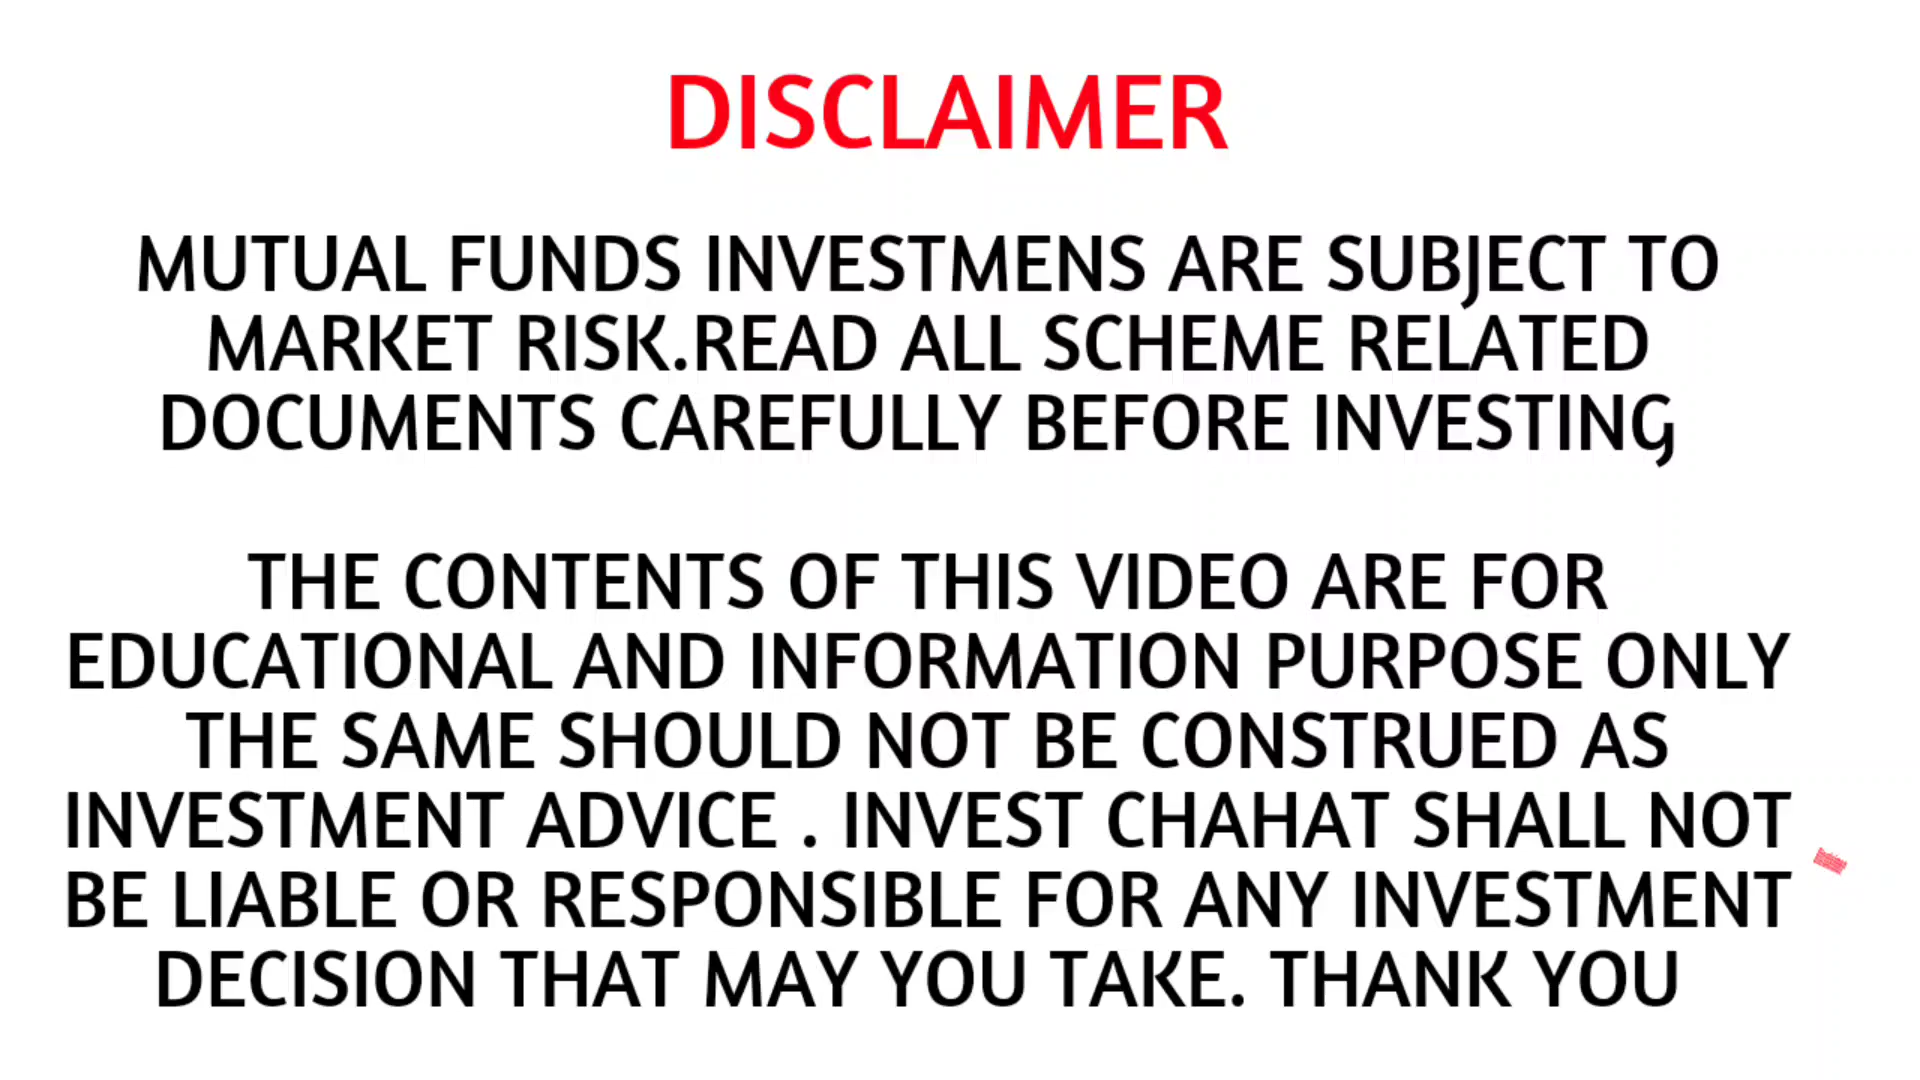 DISCLAIMER
MUTUAL FUNDS INVESTMENS ARE SUBJECT TO
MARKET RISK.READ ALL SCHEME RELATED
DOCUMENTS CAREFULLY BEFORE INVESTING
THE CONTENTS OF THIS VIDEO ARE FOR
EDUCATIONAL AND INFORMATION PURPOSE ONLY
THE SAME SHOULD NOT BE CONSTRUED AS
INVESTMENT ADVICE . INVEST CHAHAT SHALL NOT
BE LIABLE OR RESPONSIBLE FOR ANY INVESTMENT
DECISION THAT MAY YOU TAKE. THANK YOU